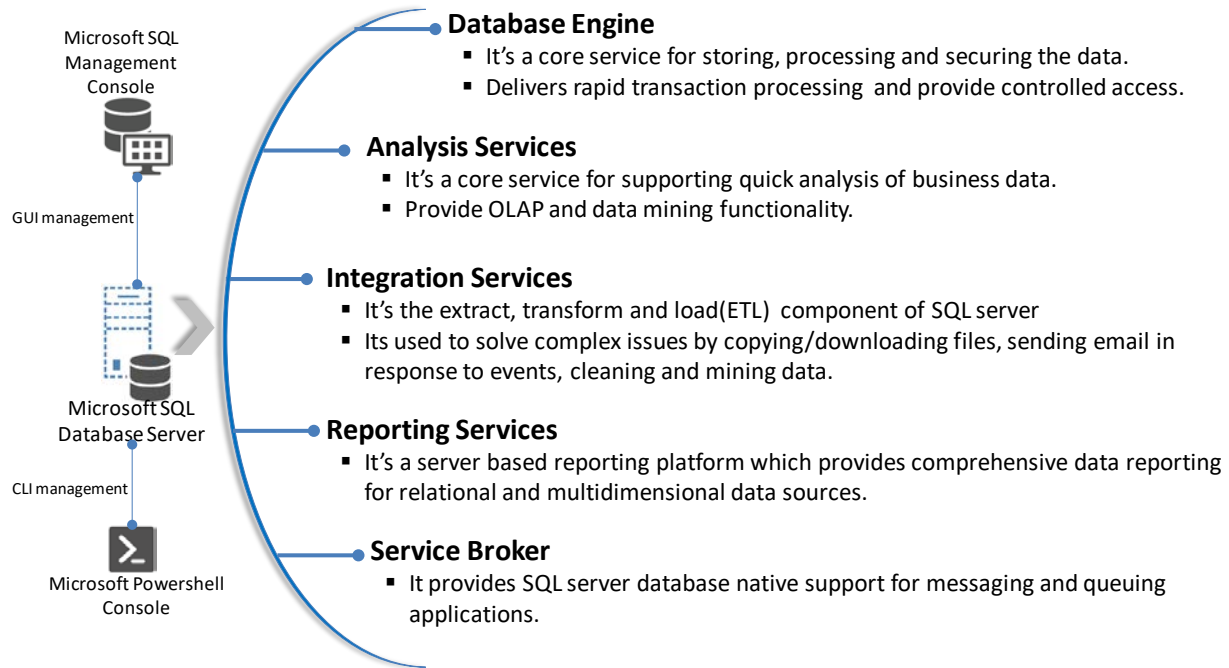 Microsoft SQL
Management
Console
GUI management
Microsoft SQL
Database Server
CLI management
Microsoft Powershell
Console
Database Engine
▪ It’s a core service for storing, processing and securing the data.
▪ Delivers rapid transaction processing and provide controlled access.
Analysis Services
▪ It’s a core service for supporting quick analysis of business data.
▪ Provide OLAP and data mining functionality.
Integration Services
▪ It’s the extract, transform and load(ETL) component of SQL server
▪ Its used to solve complex issues by copying/downloading files, sending email in
response to events, cleaning and mining data.
Reporting Services
▪ It’s a server based reporting platform which provides comprehensive data reporting
for relational and multidimensional data sources.
Service Broker
▪ It provides SQL server database native support for messaging and queuing
applications.